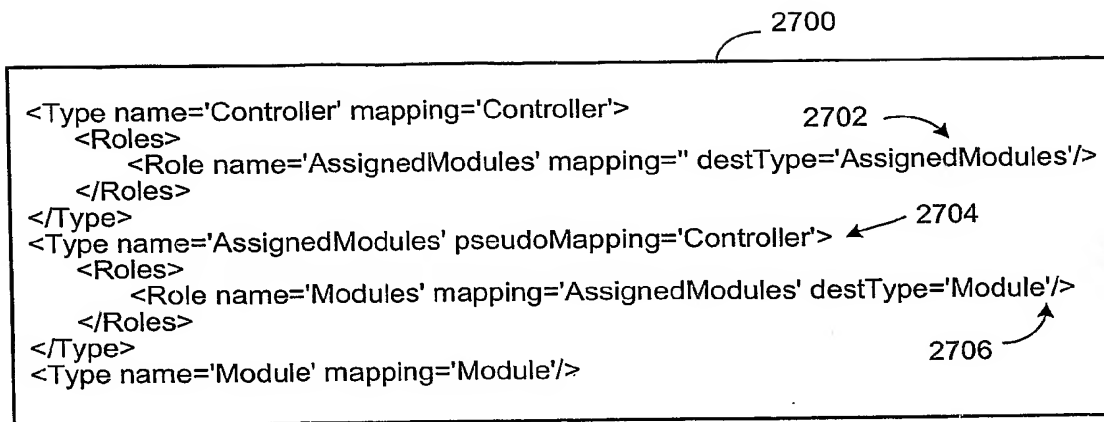 2700
<Type name='Controller' mapping='Controller'>
<Roles>
2702
<Role name='AssignedModules' mapping='' destType='AssignedModules'/>
</Roles>
</Type>
2704
<Type name='AssignedModules' pseudoMapping='Controller'>
<Roles>
<Role name='Modules' mapping='AssignedModules' destType='Module'/>
</Roles>
</Type>
2706
<Type name='Module' mapping='Module'/>